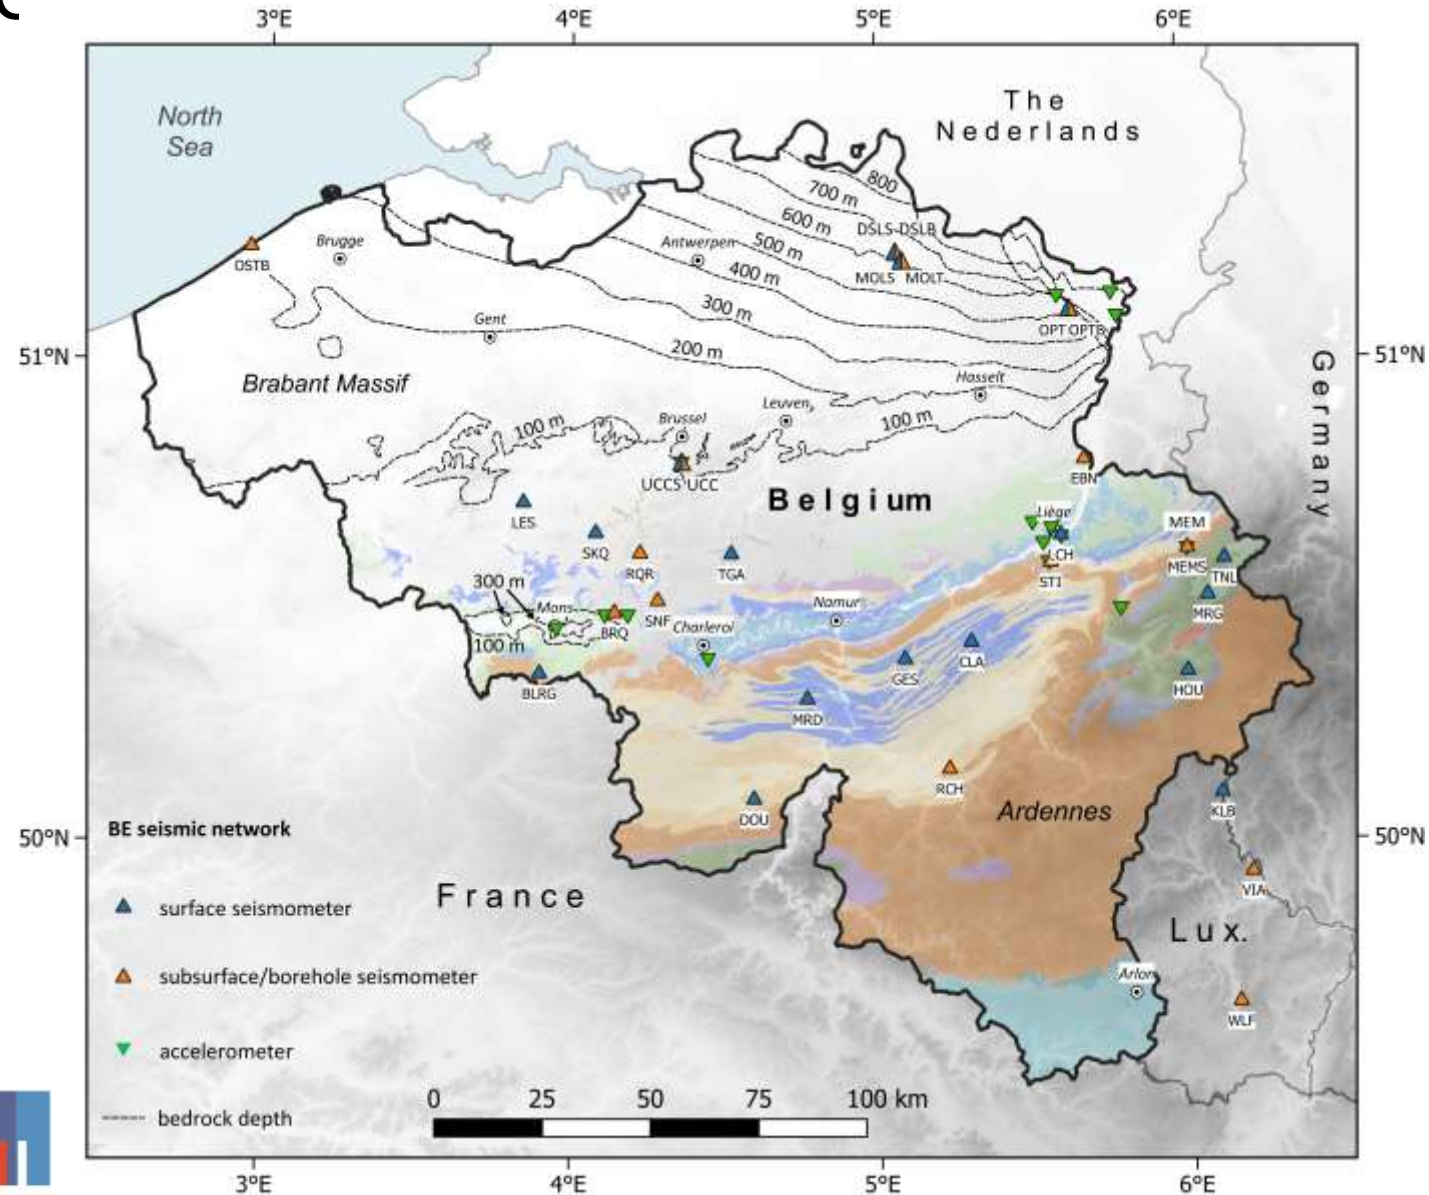 3°E 4°E 5°E 6°E
North
Sea
The
Nederlands
800
700 m
600 m
DSLS-DSLB
500 m
Antwerpen
Brugge
OSTB
MOLS MOLT
400 m
300 m
Gent
OPT OPTB
51°N
51°N
200 m
Germany
Brabant Massif
Hasselt
Leuven
Brussel
100 m
100 m
EBN
UCCS UCC
Belgium
LES
Liège
MEM
SKQ
LCH
RQR
TGA
STI
MEMS
TNL
300 m
Mons
Namur
SNF
Charleroi
BRQ
MRG
100 m
CLA
GES
HOU
BLRG
MRD
RCH
Ardennes
KLB
DOU
BE seismic network
50°N
50°N
France
VIA
surface seismometer
Lux.
subsurface/borehole seismometer
Arlon
WLF
accelerometer
0 25 50 75 100 km
bedrock depth
3°E 4°E 5°E 6°E